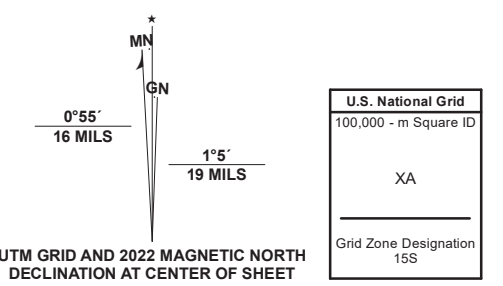 MN
GN
0°55´
16 MILS
1°5´
19 MILS
UTM GRID AND 2022 MAGNETIC NORTH
DECLINATION AT CENTER OF SHEET
U.S. National Grid
100,000 - m Square ID
XA
Grid Zone Designation
15S